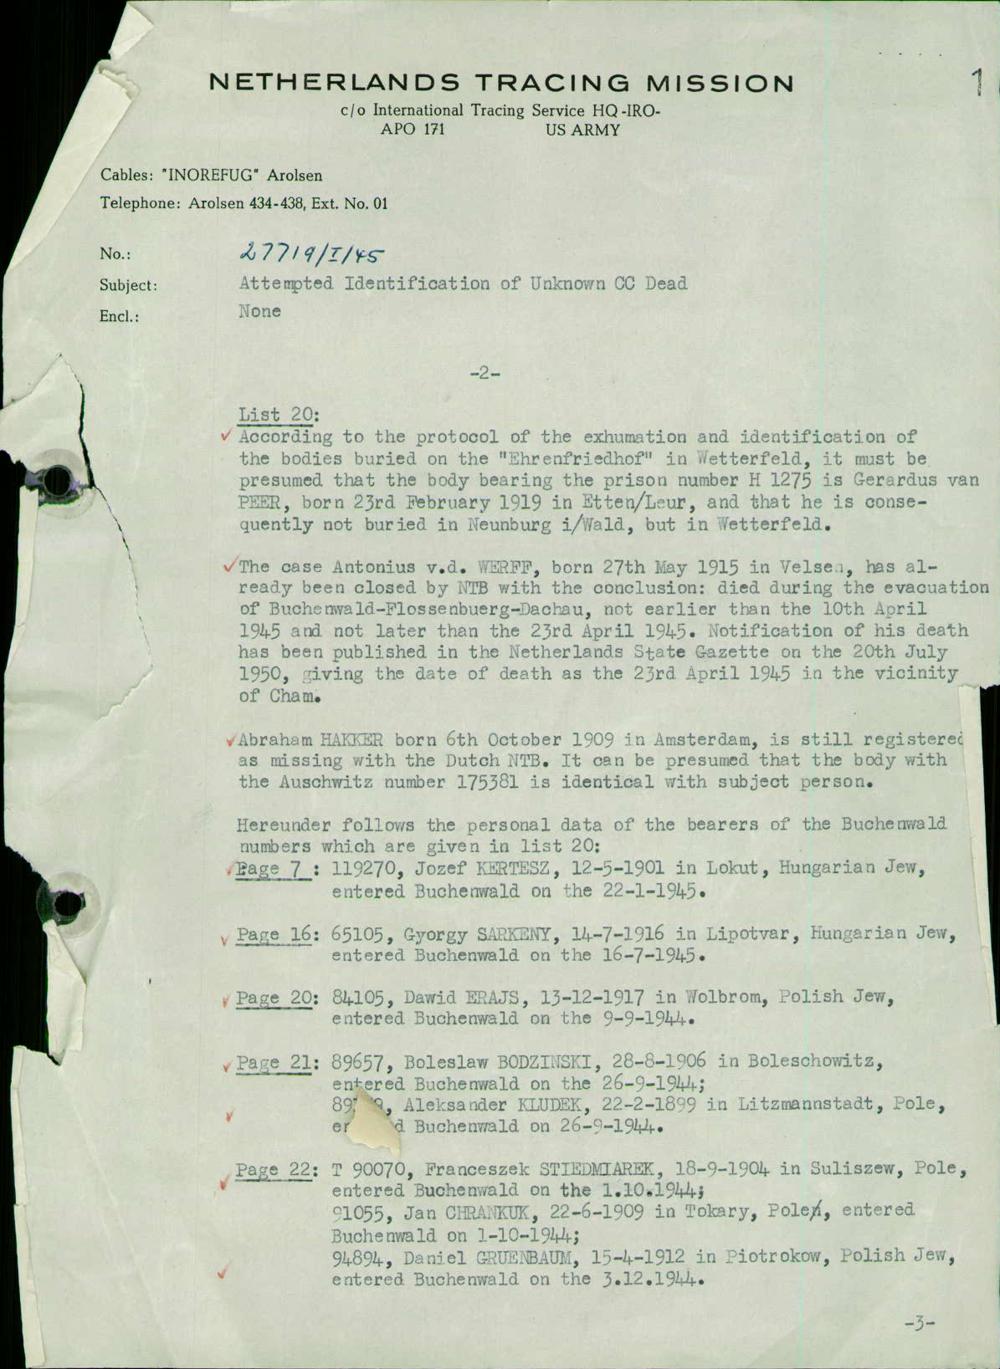 NETHERLANDS TRACING MISSION
c/o International Tracing Service HQ -IRO-
APO 171 US ARMY
1
Cables: "INOREFUG" Arolsen
Telephone: Arolsen 434-438, Ext. No. 01
No.: 27719/I/45
Subject: Attempted Identification of Unknown CC Dead
Encl.: None
-2-
List 20:
According to the protocol of the exhumation and identification of
the bodies buried on the "Ehrenfriedhof" in Wetterfeld, it must be
presumed that the body bearing the prison number H 1275 is Gerardus van
PEER, born 23rd February 1919 in Etten/Leur, and that he is conse-
quently not buried in Neunburg i/Wald, but in Wetterfeld.
The case Antonius v.d. WERFF, born 27th May 1915 in Velsen, has al-
ready been closed by NTB with the conclusion: died during the evacuation
of Buchenwald-Flossenbuerg-Dachau, not earlier than the 10th April
1945 and not later than the 23rd April 1945. Notification of his death
has been published in the Netherlands State Gazette on the 20th July
1950, giving the date of death as the 23rd April 1945 in the vicinity
of Cham.
Abraham HAKKER born 6th October 1909 in Amsterdam, is still registered
as missing with the Dutch NTB. It can be presumed that the body with
the Auschwitz number 175381 is identical with subject person.
Hereunder follows the personal data of the bearers of the Buchenwald
numbers which are given in list 20:
Page 7 : 119270, Jozef KERTESZ, 12-5-1901 in Lokut, Hungarian Jew,
entered Buchenwald on the 22-1-1945.
Page 16: 65105, Gyorgy SARKENY, 14-7-1916 in Lipotvar, Hungarian Jew,
entered Buchenwald on the 16-7-1945.
Page 20: 84105, Dawid ERAJS, 13-12-1917 in Wolbrom, Polish Jew,
entered Buchenwald on the 9-9-1944.
Page 21: 89657, Boleslaw BODZINSKI, 28-8-1906 in Boleschowitz,
entered Buchenwald on the 26-9-1944;
Aleksander KLUDEK, 22-2-1899 in Litzmannstadt, Pole,
Buchenwald on 26-9-1944.
Page 22: T 90070, Franceszek STIEDMIAREK, 18-9-1904 in Suliszew, Pole,
entered Buchenwald on the 1.10.1944;
91055, Jan CHRANKUK, 22-6-1909 in Tokary, Pole, entered
Buchenwald on 1-10-1944;
94894, Daniel GRUENBAUM, 15-4-1912 in Piotrokow, Polish Jew,
entered Buchenwald on the 3.12.1944.
-3-